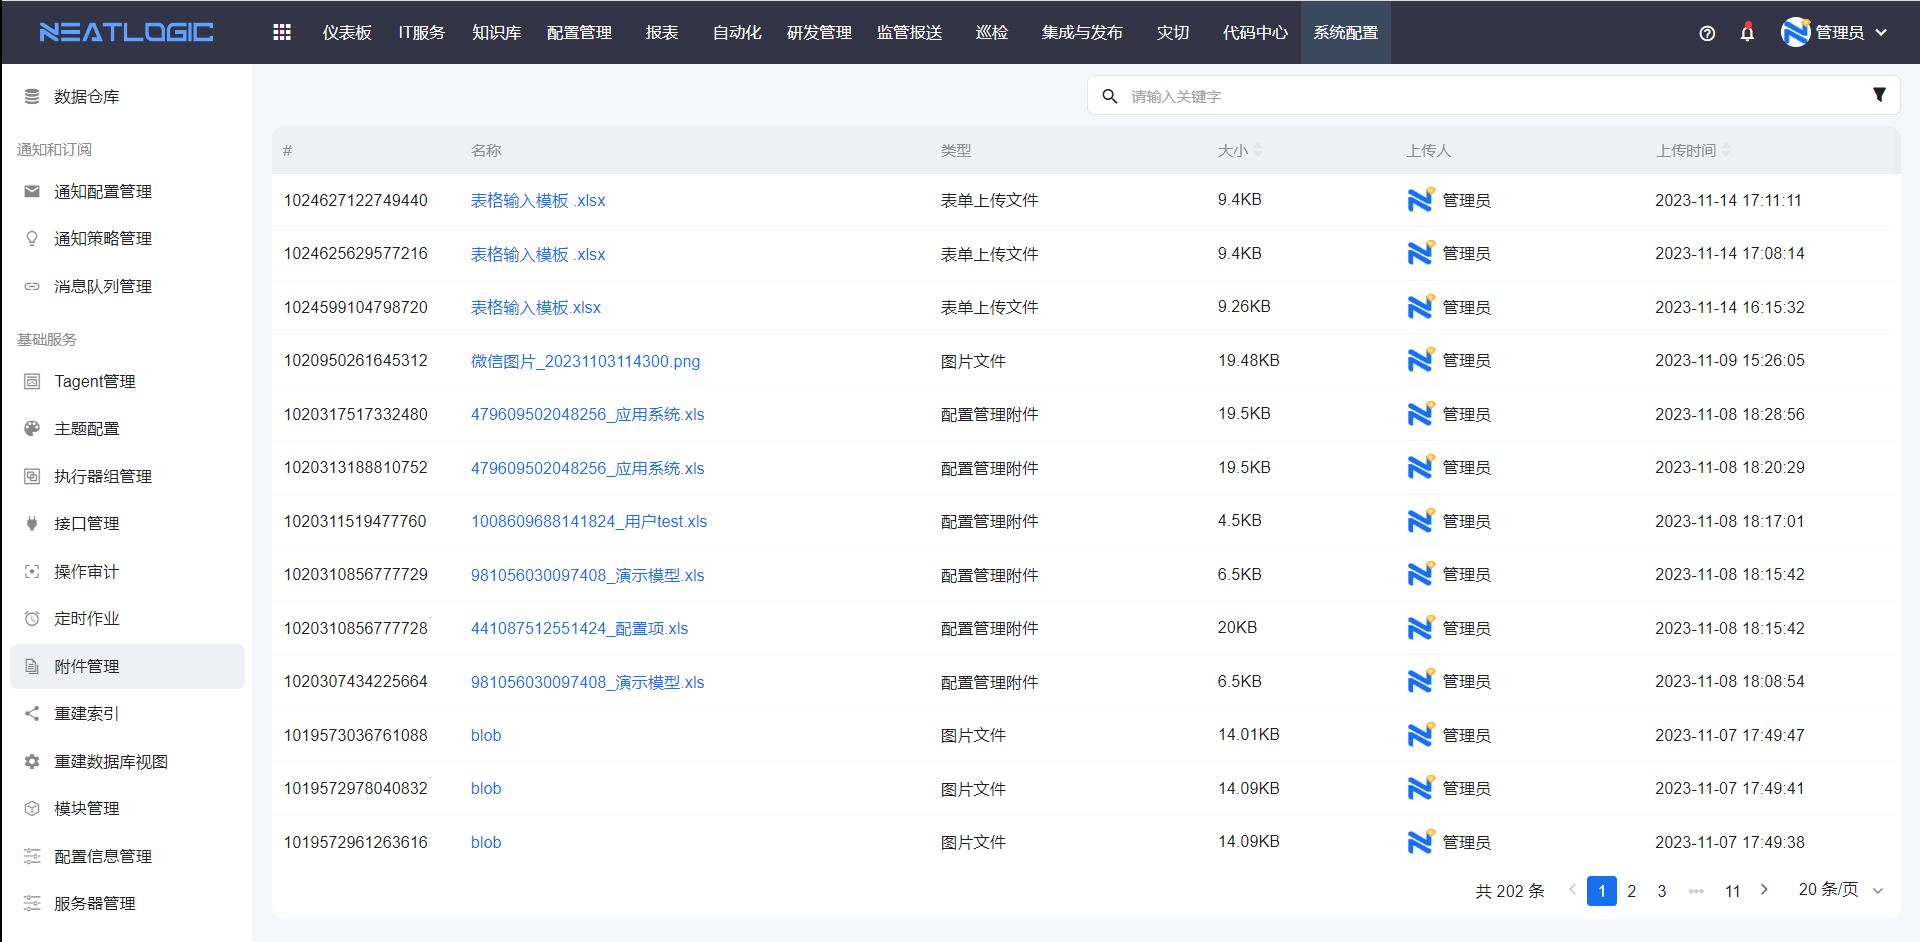 NEATLOGIC 仪表板 IT服务 知识库 配置管理 报表 自动化 研发管理 监管报送 巡检 集成与发布 灾切 代码中心 系统配置 管理员
数据仓库
通知和订阅
通知配置管理
通知策略管理
消息队列管理
基础服务
Tagent管理
主题配置
执行器组管理
接口管理
操作审计
定时作业
附件管理
重建索引
重建数据库视图
模块管理
配置信息管理
服务器管理
请输入关键字
# 名称 类型 大小 上传人 上传时间
1024627122749440 表格输入模板 .xlsx 表单上传文件 9.4KB 管理员 2023-11-14 17:11:11
1024625629577216 表格输入模板 .xlsx 表单上传文件 9.4KB 管理员 2023-11-14 17:08:14
1024599104798720 表格输入模板.xlsx 表单上传文件 9.26KB 管理员 2023-11-14 16:15:32
1020950261645312 微信图片_20231103114300.png 图片文件 19.48KB 管理员 2023-11-09 15:26:05
1020317517332480 479609502048256_应用系统.xls 配置管理附件 19.5KB 管理员 2023-11-08 18:28:56
1020313188810752 479609502048256_应用系统.xls 配置管理附件 19.5KB 管理员 2023-11-08 18:20:29
1020311519477760 1008609688141824_用户test.xls 配置管理附件 4.5KB 管理员 2023-11-08 18:17:01
1020310856777729 981056030097408_演示模型.xls 配置管理附件 6.5KB 管理员 2023-11-08 18:15:42
1020310856777728 441087512551424_配置项.xls 配置管理附件 20KB 管理员 2023-11-08 18:15:42
1020307434225664 981056030097408_演示模型.xls 配置管理附件 6.5KB 管理员 2023-11-08 18:08:54
1019573036761088 blob 图片文件 14.01KB 管理员 2023-11-07 17:49:47
1019572978040832 blob 图片文件 14.09KB 管理员 2023-11-07 17:49:41
1019572961263616 blob 图片文件 14.09KB 管理员 2023-11-07 17:49:38
共 202 条 1 2 3 ••• 11 20 条/页